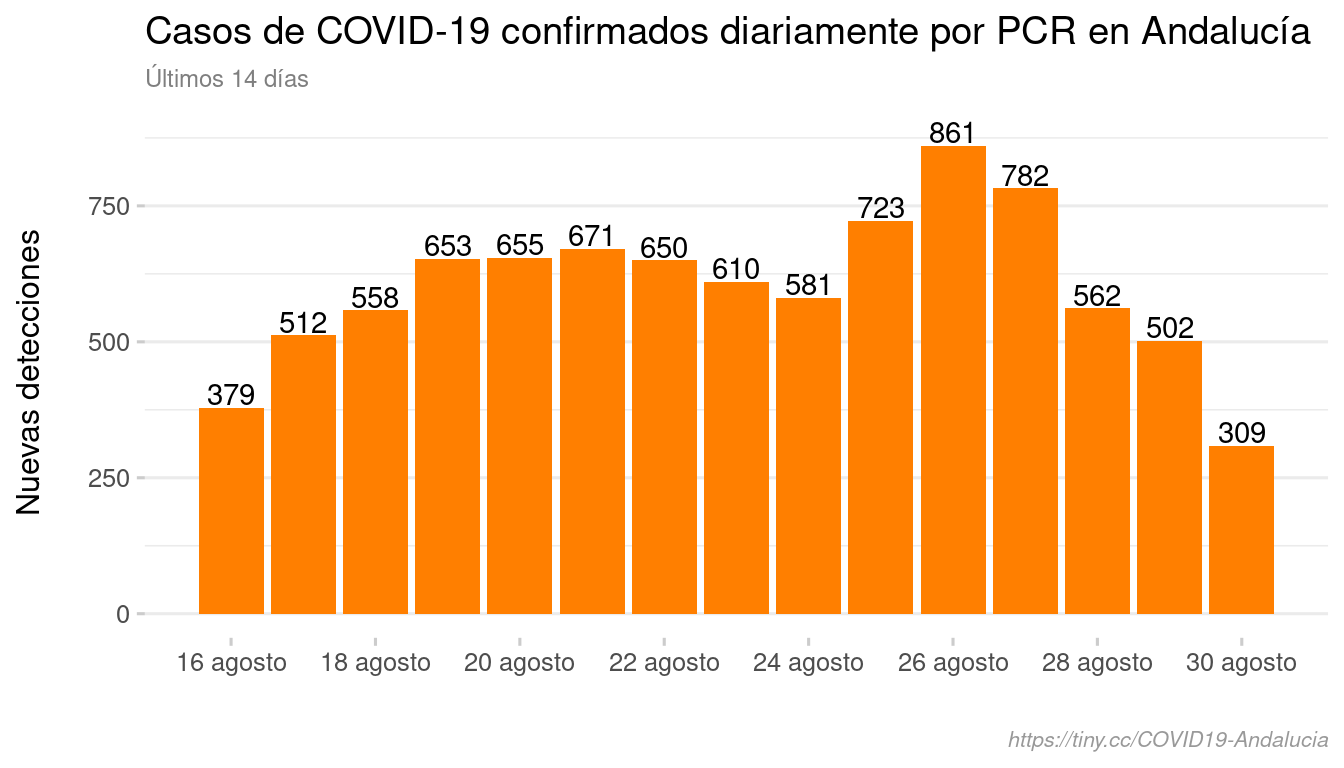 Casos de COVID-19 confirmados diariamente por PCR en Andalucía
Últimos 14 días
861
782
750
723
671
653
655
650
610
581
562
558
512
502
500
379
309
250
0
Nuevas detecciones
16 agosto
18 agosto
20 agosto
22 agosto
24 agosto
26 agosto
28 agosto
30 agosto
https://tiny.cc/COVID19-Andalucia